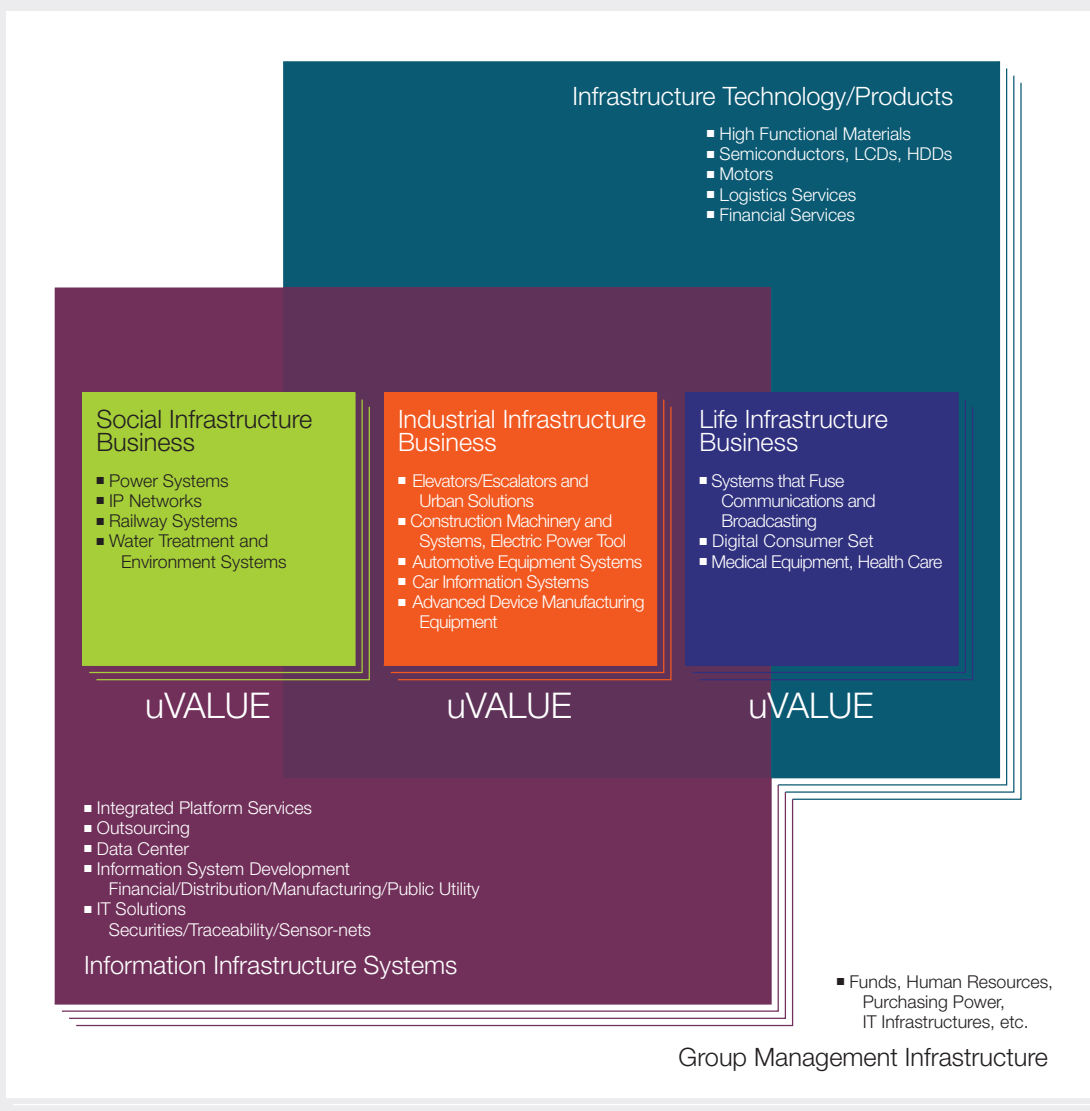 Infrastructure Technology/Products
■ High Functional Materials
■ Semiconductors, LCDs, HDDs
■ Motors
■ Logistics Services
■ Financial Services
Social Infrastructure
Business
■ Power Systems
■ IP Networks
■ Railway Systems
■ Water Treatment and
Environment Systems
uVALUE
Industrial Infrastructure
Business
■ Elevators/Escalators and
Urban Solutions
■ Construction Machinery and
Systems, Electric Power Tool
■ Automotive Equipment Systems
■ Car Information Systems
■ Advanced Device Manufacturing
Equipment
uVALUE
Life Infrastructure
Business
■ Systems that Fuse
Communications and
Broadcasting
■ Digital Consumer Set
■ Medical Equipment, Health Care
uVALUE
■ Integrated Platform Services
■ Outsourcing
■ Data Center
■ Information System Development
Financial/Distribution/Manufacturing/Public Utility
■ IT Solutions
Securities/Traceability/Sensor-nets
Information Infrastructure Systems
■ Funds, Human Resources,
Purchasing Power,
IT Infrastructures, etc.
Group Management Infrastructure